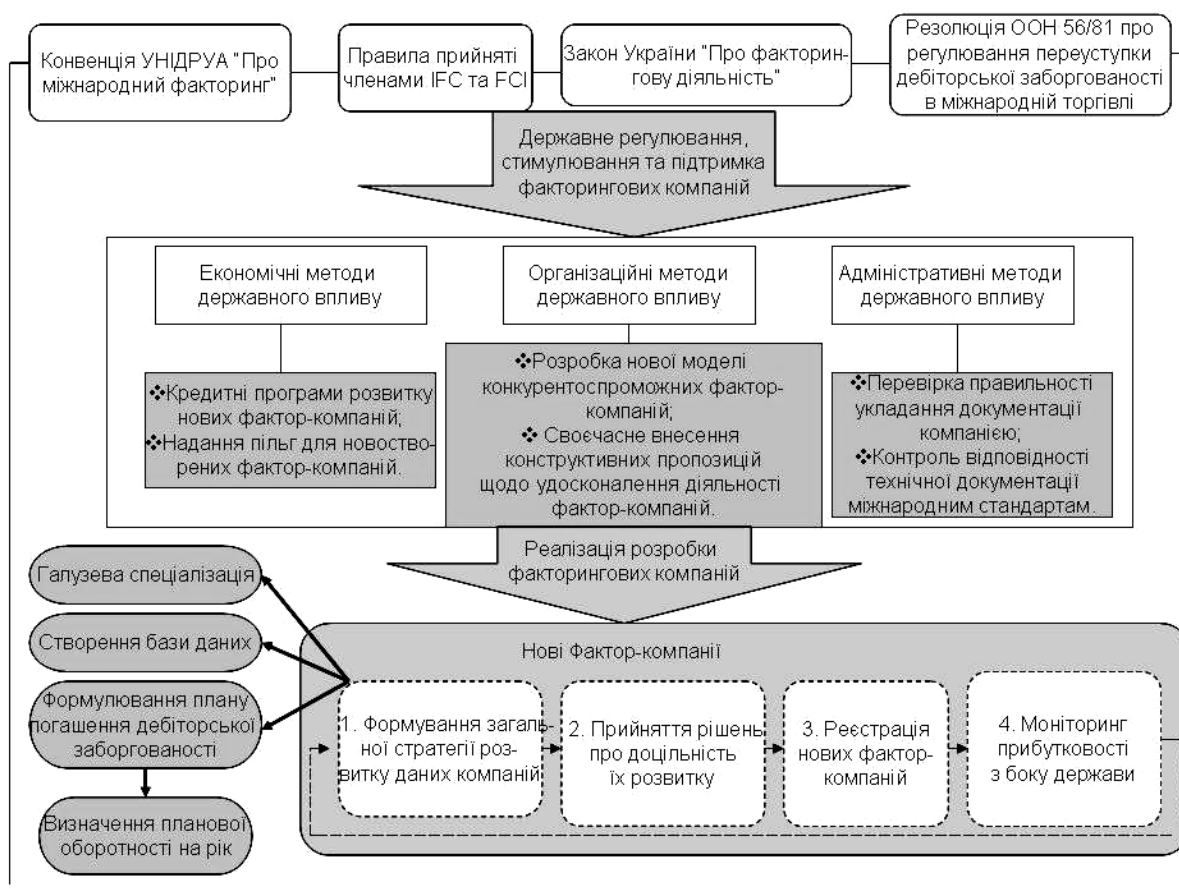 Конвенція УНІДРУА "Про
міжнародний факторинг"
Правила прийняті
членами IFC та FCI
Закон України "Про факторин-
гову діяльність"
Резолюція ООН 56/81 про
регулювання переуступки
дебіторської заборгованості
в міжнародній торгівлі
Державне регулювання,
стимулювання та підтримка
факторингових компаній
Економічні методи
державного впливу
Організаційні методи
державного впливу
Адміністративні методи
державного впливу
❖Кредитні програми розвитку
нових фактор-компаній;
❖Надання пільг для новоство-
рених фактор-компаній.
❖Розробка нової моделі
конкурентоспроможних фактор-
компаній;
❖ Своєчасне внесення
конструктивних пропозицій
щодо удосконалення діяльності
фактор-компаній.
❖Перевірка правильності
укладання документації
компанією;
❖Контроль відповідності
технічної документації
міжнародним стандартам.
Реалізація розробки
факторингових компаній
Галузева спеціалізація
Створення бази даних
Формулювання плану
погашення дебіторської
заборгованості
Визначення планової
оборотності на рік
Нові Фактор-компанії
1. Формування загаль-
ної стратегії роз-
витку даних компаній
2. Прийняття рішень
про доцільність
їх розвитку
3. Реєстрація
нових фактор-
компаній
4. Моніторинг
прибутковості
з боку держави